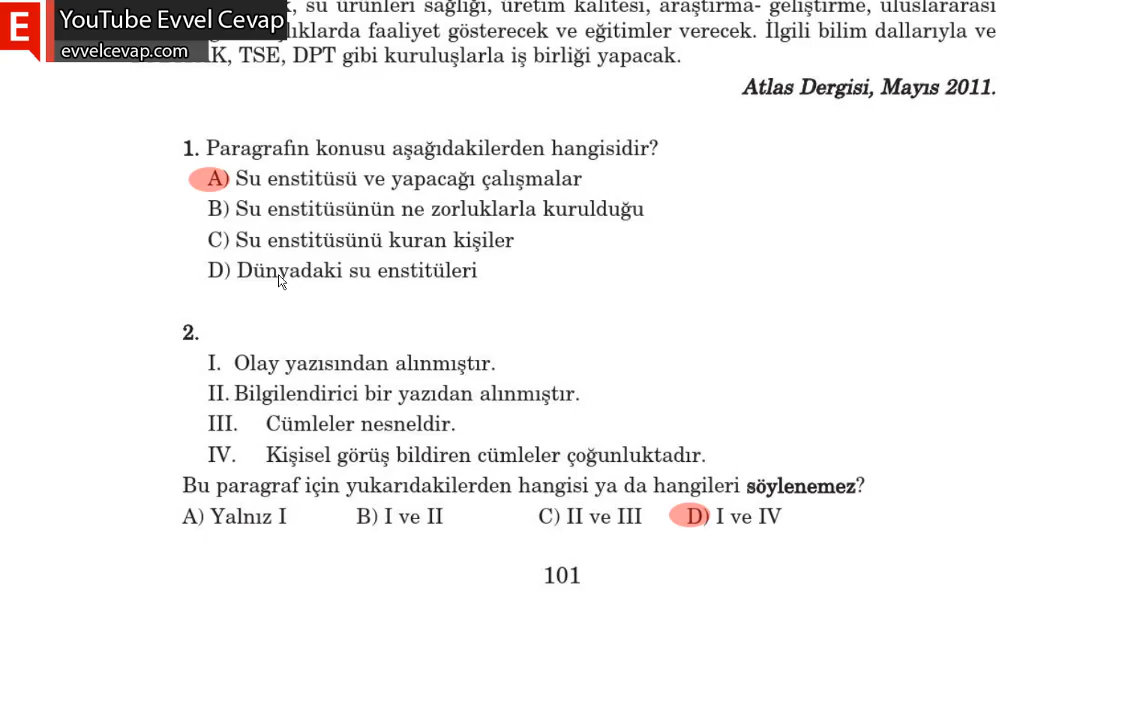 E YouTube Evvel Cevap
evvelcevap.com
su ürünleri sağlığı, üretim kalitesi, araştırma- geliştirme, uluslararası
faaliyet gösterecek ve eğitimler verecek. İlgili bilim dallarıyla ve
TSE, DPT gibi kuruluşlarla iş birliği yapacak.
Atlas Dergisi, Mayıs 2011.
1. Paragrafın konusu aşağıdakilerden hangisidir?
A) Su enstitüsü ve yapacağı çalışmalar
B) Su enstitüsünün ne zorluklarla kurulduğu
C) Su enstitüsünü kuran kişiler
D) Dünyadaki su enstitüleri
2.
I. Olay yazısından alınmıştır.
II. Bilgilendirici bir yazıdan alınmıştır.
III. Cümleler nesneldir.
IV. Kişisel görüş bildiren cümleler çoğunluktadır.
Bu paragraf için yukarıdakilerden hangisi ya da hangileri söylenemez?
A) Yalnız I B) I ve II C) II ve III D) I ve IV
101